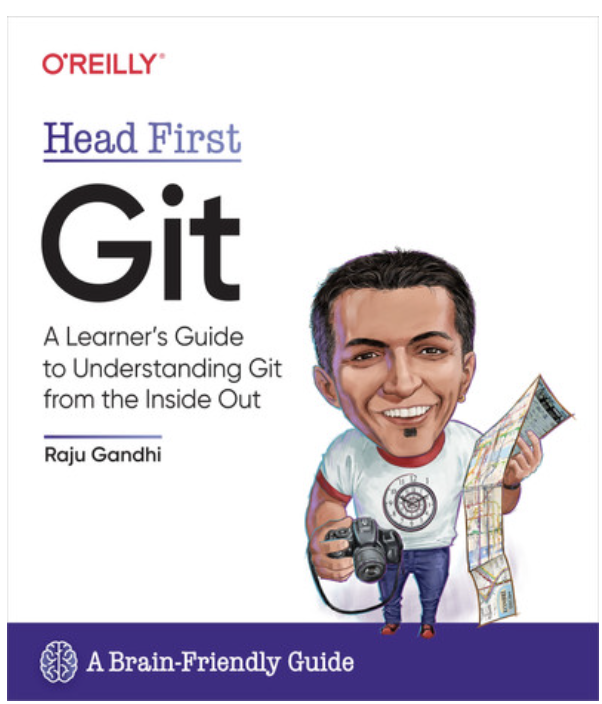 O'REILLY®
Head First
Git
A Learner's Guide
to Understanding Git
from the Inside Out
Raju Gandhi
A Brain-Friendly Guide